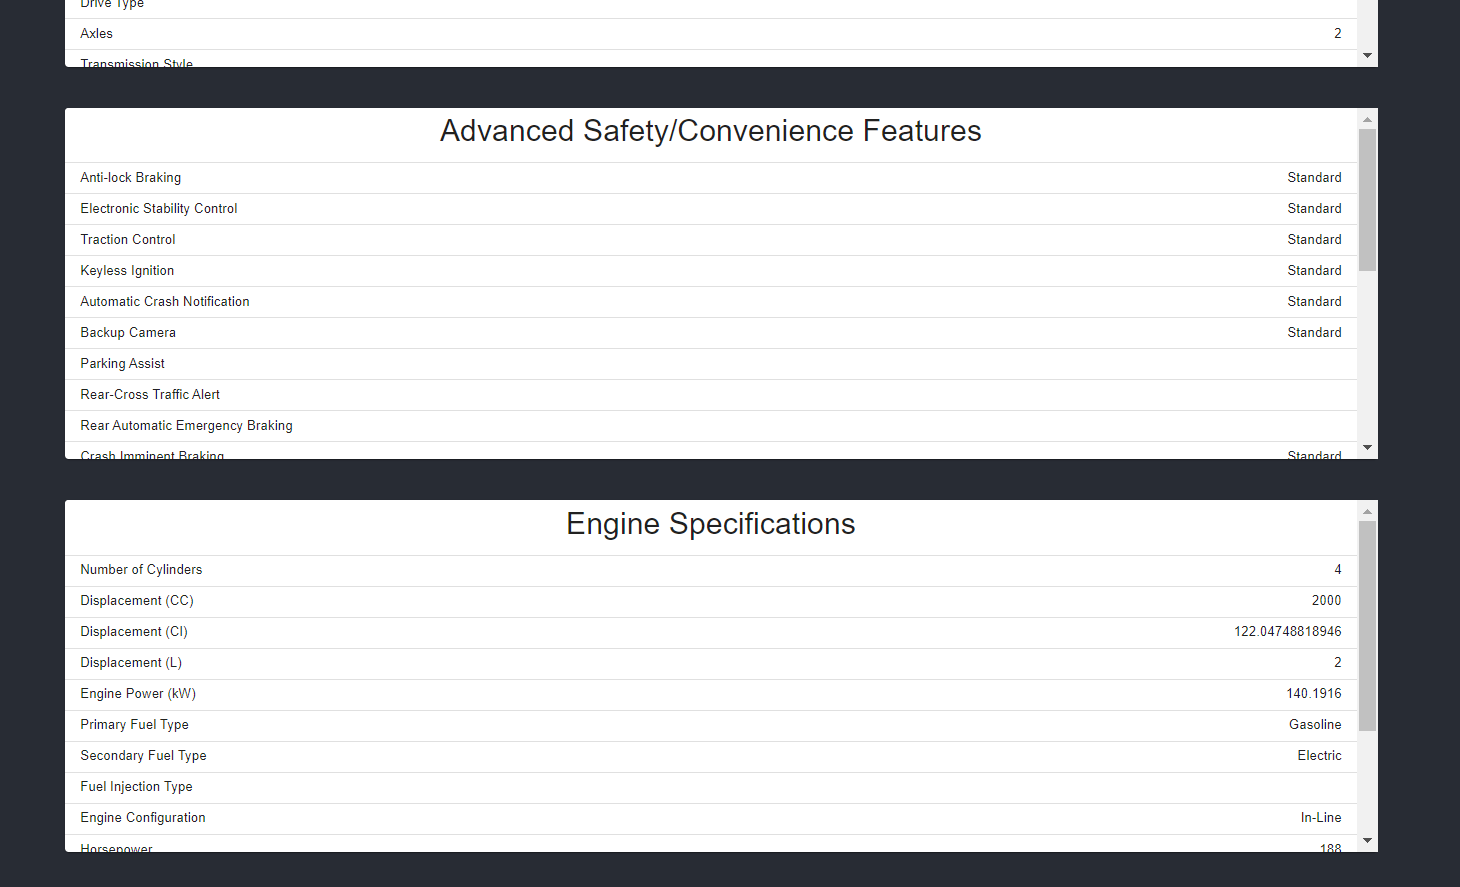 Drive Type
Axles 2
Transmission Style
Advanced Safety/Convenience Features
Anti-lock Braking Standard
Electronic Stability Control Standard
Traction Control Standard
Keyless Ignition Standard
Automatic Crash Notification Standard
Backup Camera Standard
Parking Assist
Rear-Cross Traffic Alert
Rear Automatic Emergency Braking
Crash Imminent Braking Standard
Engine Specifications
Number of Cylinders 4
Displacement (CC) 2000
Displacement (CI) 122.04748818946
Displacement (L) 2
Engine Power (kW) 140.1916
Primary Fuel Type Gasoline
Secondary Fuel Type Electric
Fuel Injection Type
Engine Configuration In-Line
Horsepower 188